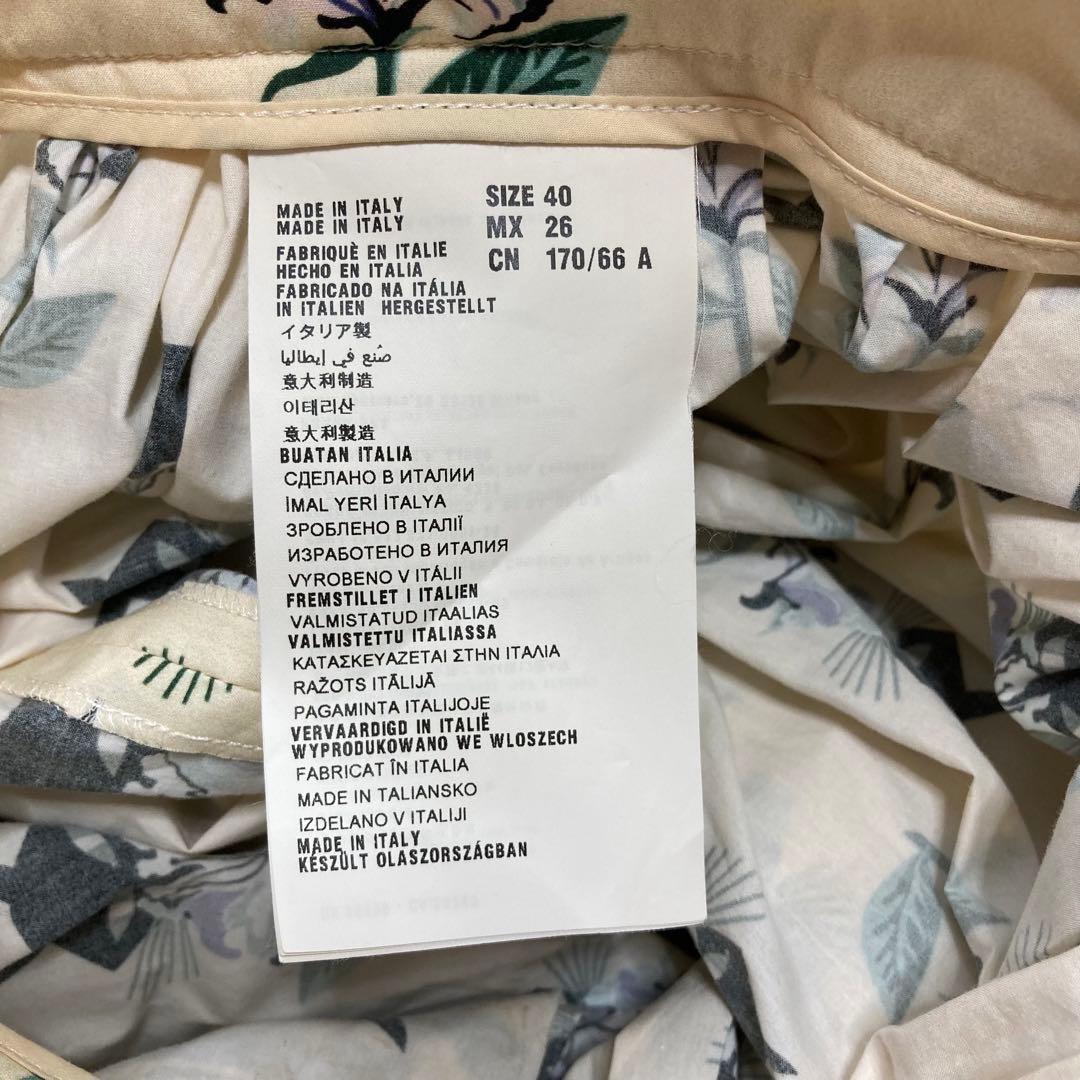 MADE IN ITALY
MADE IN ITALY
FABRIQUÈ EN ITALIE
HECHO EN ITALIA
FABRICADO NA ITÁLIA
IN ITALIEN HERGESTELLT
イタリア製
صُنع في إيطاليا
意大利制造
이테리산
意大利製造
BUATAN ITALIA
СДЕЛАНО В ИТАЛИИ
İMAL YERİ İTALYA
ЗРОБЛЕНО В ІТАЛІЇ
ИЗРАБОТЕНО В ИТАЛИЯ
VYROBENO V ITÁLII
FREMSTILLET I ITALIEN
VALMISTATUD ITAALIAS
VALMISTETTU ITALIASSA
ΚΑΤΑΣΚΕΥΑΖΕΤΑΙ ΣΤΗΝ ΙΤΑΛΙΑ
RAŽOTS ITĀLIJĀ
PAGAMINTA ITALIJOJE
VERVAARDIGD IN ITALIË
WYPRODUKOWANO WE WLOSZECH
FABRICAT ÎN ITALIA
MADE IN TALIANSKO
IZDELANO V ITALIJI
MADE IN ITALY
KÉSZÜLT OLASZORSZÁGBAN
SIZE 40
MX 26
CN 170/66 A